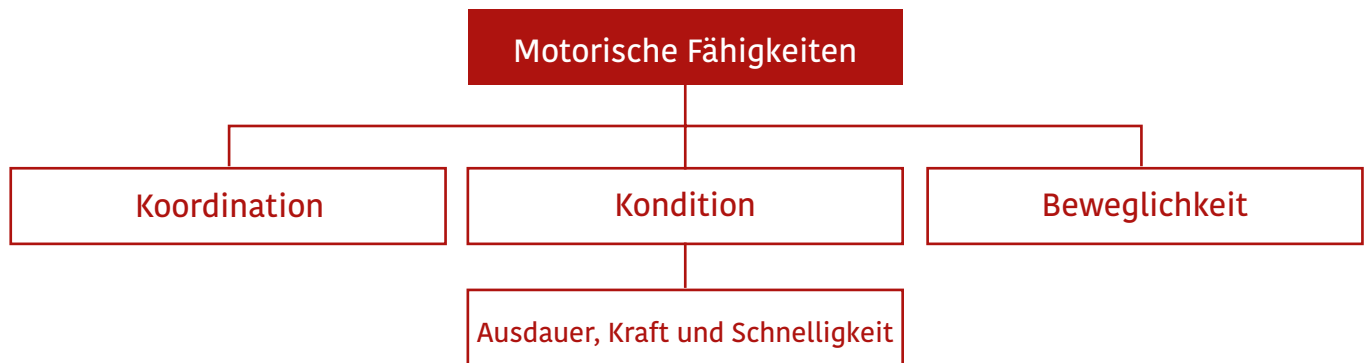 Motorische Fähigkeiten
Koordination
Kondition
Beweglichkeit
Ausdauer, Kraft und Schnelligkeit